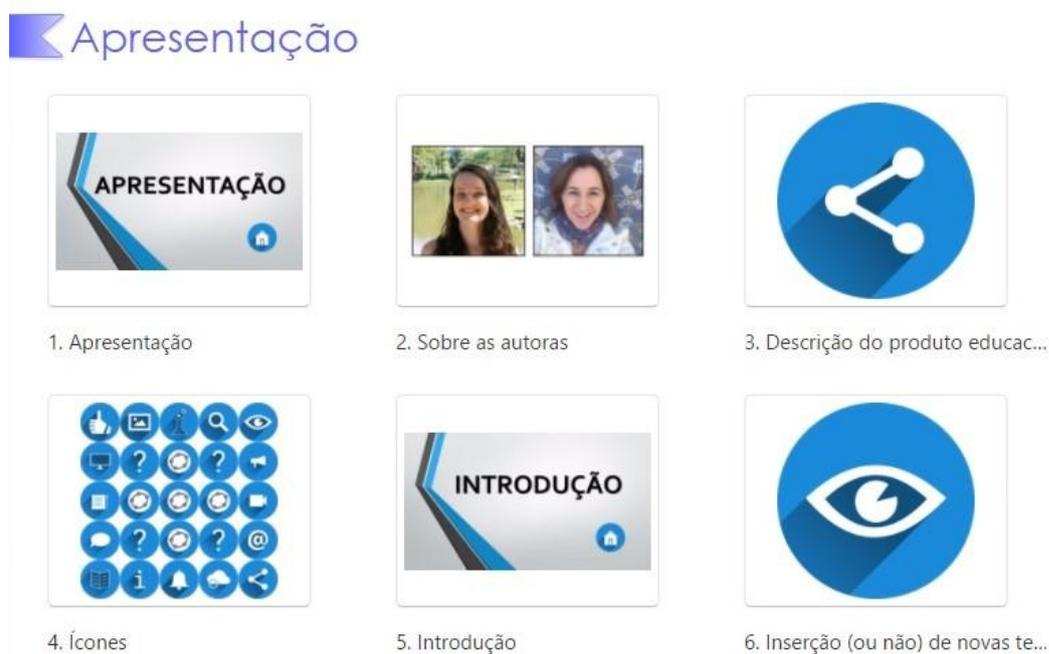 Apresentação
APRESENTAÇÃO
1. Apresentação
2. Sobre as autoras
3. Descrição do produto educac...
INTRODUÇÃO
4. Ícones
5. Introdução
6. Inserção (ou não) de novas te...